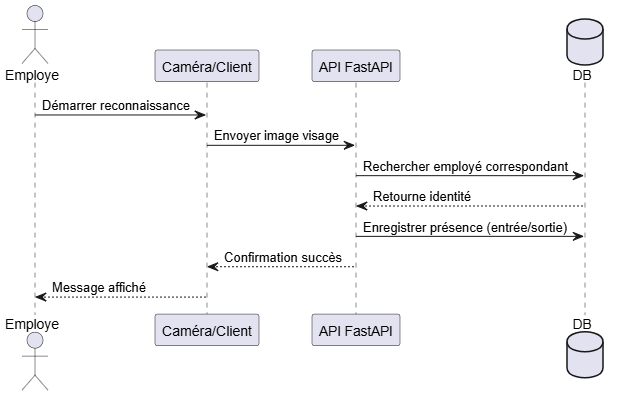 Employe
Caméra/Client
API FastAPI
DB
Démarrer reconnaissance
Envoyer image visage
Rechercher employé correspondant
Retourne identité
Enregistrer présence (entrée/sortie)
Confirmation succès
Message affiché
Employe
Caméra/Client
API FastAPI
DB